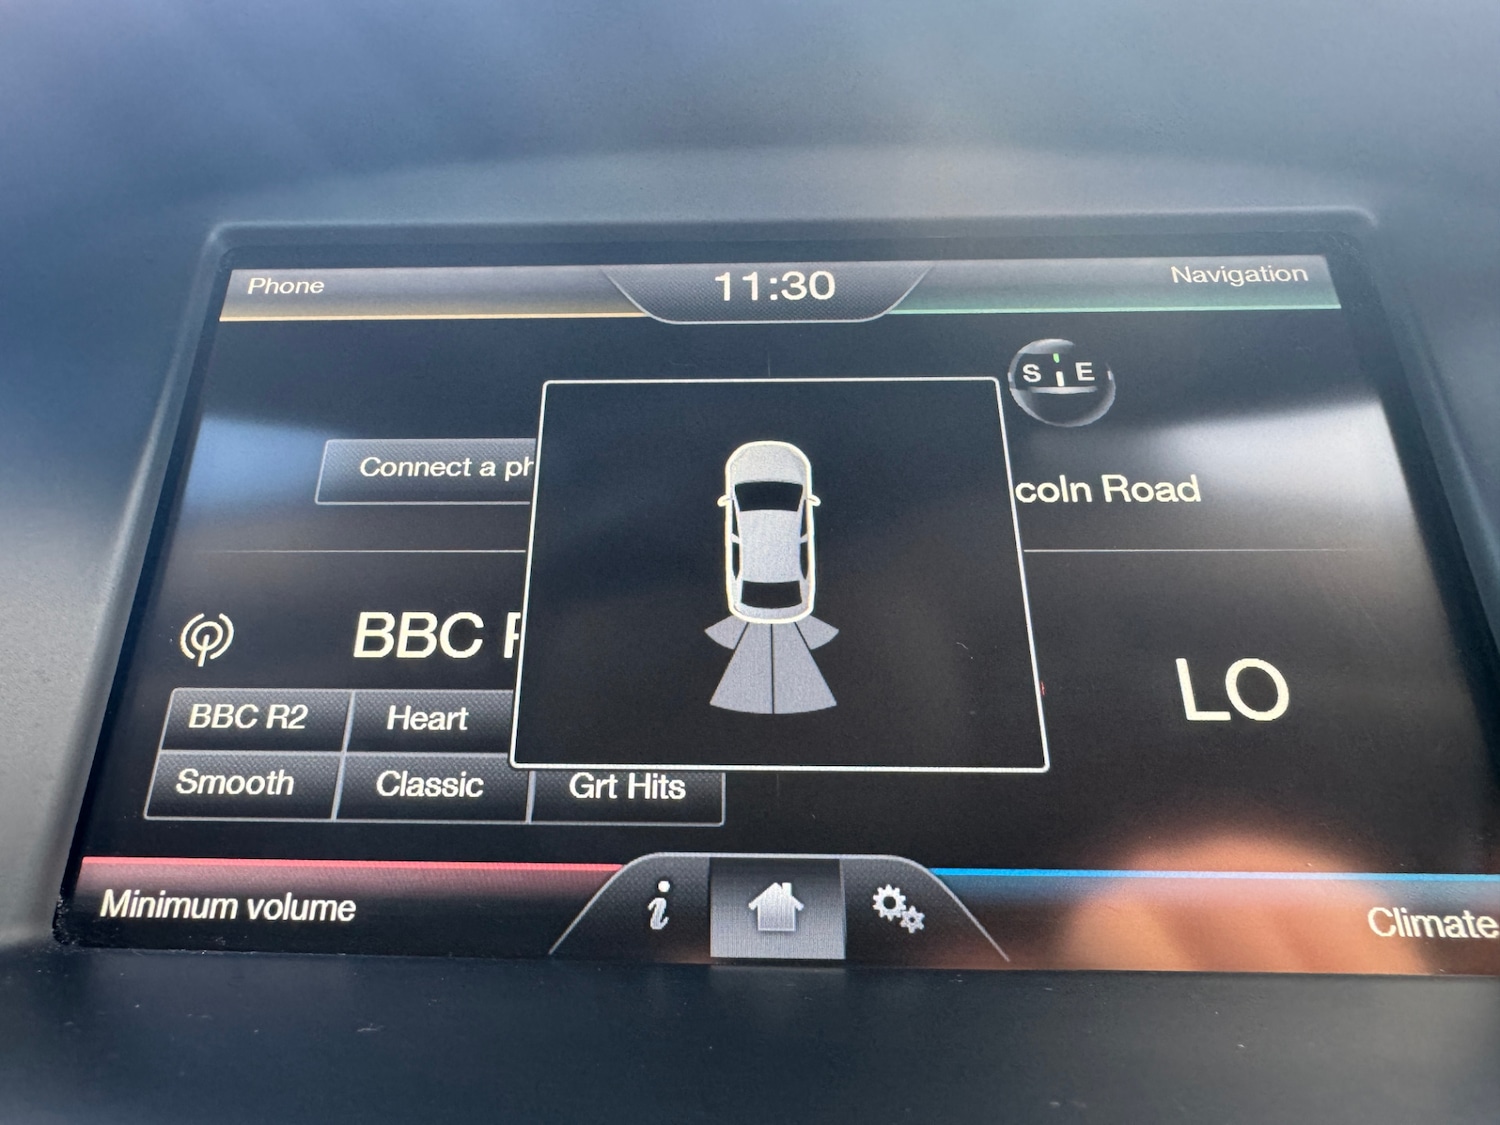 Phone
11:30
Navigation
S E
Connect a ph
coln Road
BBC
LO
BBC R2
Heart
Smooth
Classic
Grt Hits
Minimum volume
i
Climate